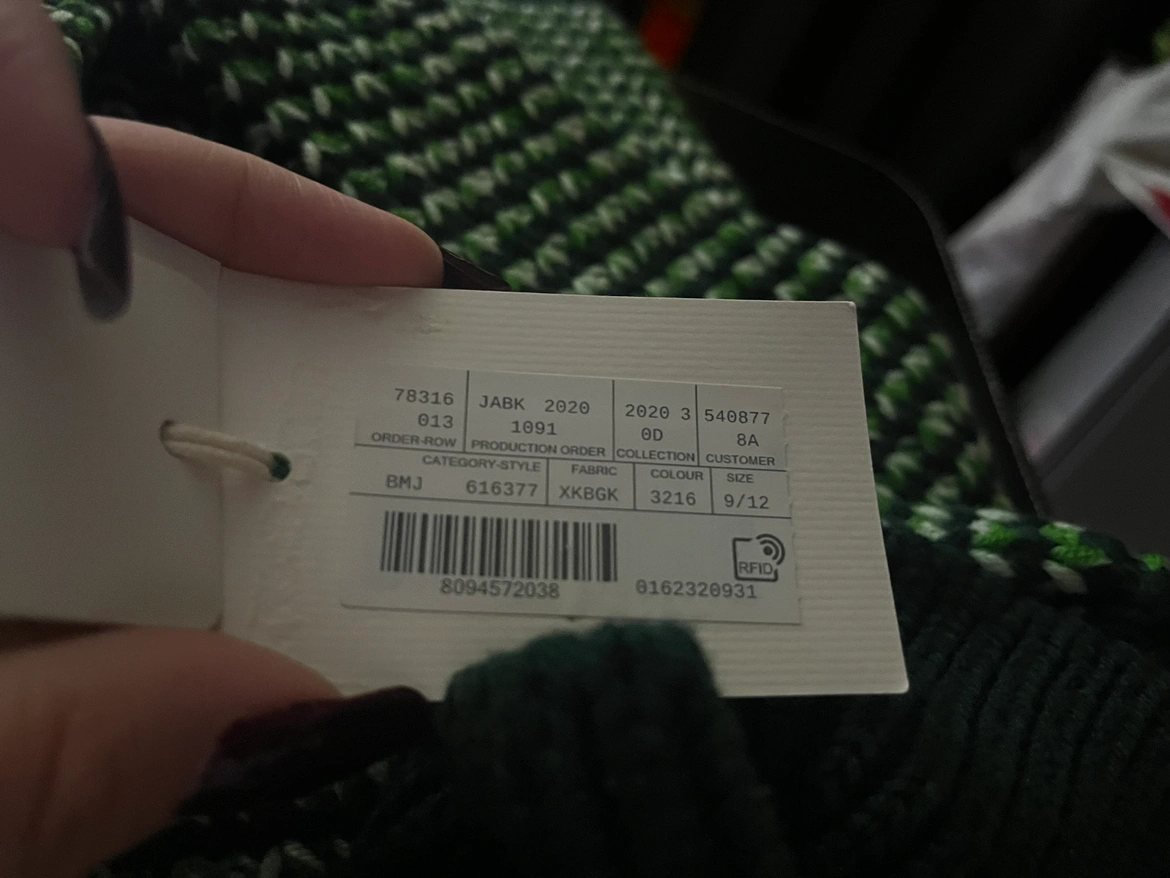 78316 JABK 2020 2020 3 540877
013 1091 0D 8A
ORDER-ROW PRODUCTION ORDER COLLECTION CUSTOMER
CATEGORY-STYLE FABRIC COLOUR SIZE
BMJ 616377 XKBGK 3216 9/12
RFID
8094572038 0162320931